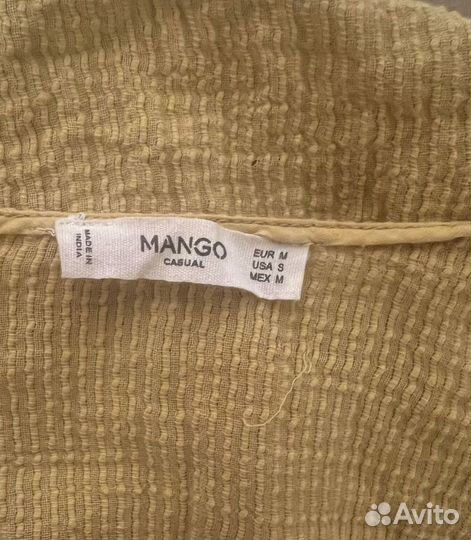 MADE IN
INDIA
MANGO
CASUAL
EUR M
USA S
MEX M
Avito